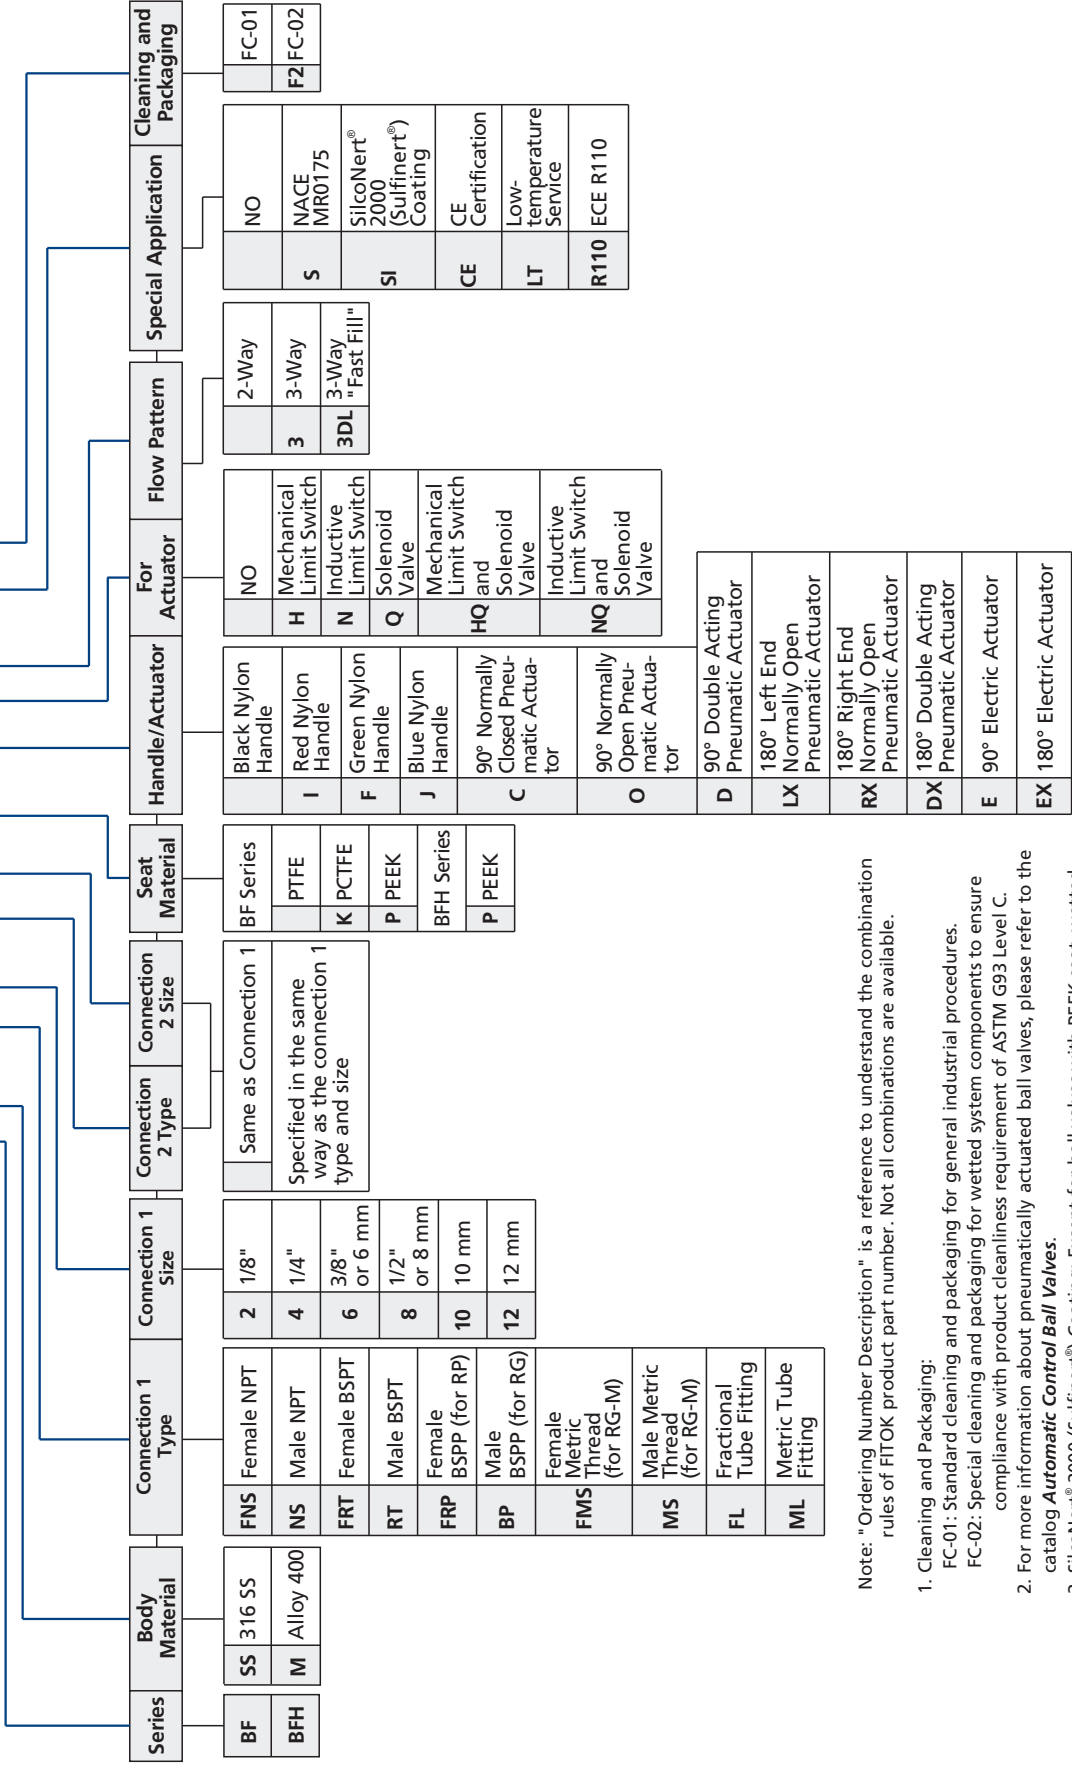 Series
BF
BFH
Body
Material
SS 316 SS
M Alloy 400
Connection 1
Type
FNS Female NPT
NS Male NPT
FRT Female BSPT
RT Male BSPT
FRP Female
BSPP (for RP)
BP Male
BSPP (for RG)
FMS Female
Metric
Thread
(for RG-M)
MS Male Metric
Thread
(for RG-M)
FL Fractional
Tube Fitting
ML Metric Tube
Fitting
Connection 1
Size
2 1/8"
4 1/4"
6 3/8"
or 6 mm
8 1/2"
or 8 mm
10 10 mm
12 12 mm
Connection
2 Type
Connection
2 Size
Same as Connection 1
Specified in the same
way as the connection 1
type and size
Seat
Material
BF Series
PTFE
K PCTFE
P PEEK
BFH Series
P PEEK
Handle/Actuator
Black Nylon
Handle
I Red Nylon
Handle
F Green Nylon
Handle
J Blue Nylon
Handle
C 90° Normally
Closed Pneu-
matic Actua-
tor
O 90° Normally
Open Pneu-
matic Actua-
tor
D 90° Double Acting
Pneumatic Actuator
LX 180° Left End
Normally Open
Pneumatic Actuator
RX 180° Right End
Normally Open
Pneumatic Actuator
DX 180° Double Acting
Pneumatic Actuator
E 90° Electric Actuator
EX 180° Electric Actuator
For
Actuator
NO
H Mechanical
Limit Switch
N Inductive
Limit Switch
Q Solenoid
Valve
HQ Mechanical
Limit Switch
and
Solenoid
Valve
NQ Inductive
Limit Switch
and
Solenoid
Valve
Flow Pattern
2-Way
3 3-Way
3DL 3-Way
"Fast Fill"
Special Application
NO
S NACE
MR0175
SI SilcoNert®
2000
(Sulfinert®)
Coating
CE CE
Certification
LT Low-
temperature
Service
R110 ECE R110
Cleaning and
Packaging
FC-01
F2 FC-02
Note: "Ordering Number Description" is a reference to understand the combination
rules of FITOK product part number. Not all combinations are available.
1. Cleaning and Packaging:
FC-01: Standard cleaning and packaging for general industrial procedures.
FC-02: Special cleaning and packaging for wetted system components to ensure
compliance with product cleanliness requirement of ASTM G93 Level C.
2. For more information about pneumatically actuated ball valves, please refer to the
catalog Automatic Control Ball Valves.